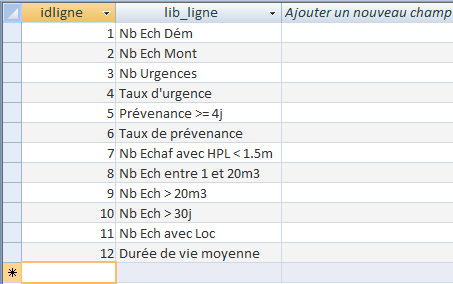 idligne lib_ligne Ajouter un nouveau champ
1 Nb Ech Dém
2 Nb Ech Mont
3 Nb Urgences
4 Taux d'urgence
5 Prévenance >= 4j
6 Taux de prévenance
7 Nb Echaf avec HPL < 1.5m
8 Nb Ech entre 1 et 20m3
9 Nb Ech > 20m3
10 Nb Ech > 30j
11 Nb Ech avec Loc
12 Durée de vie moyenne